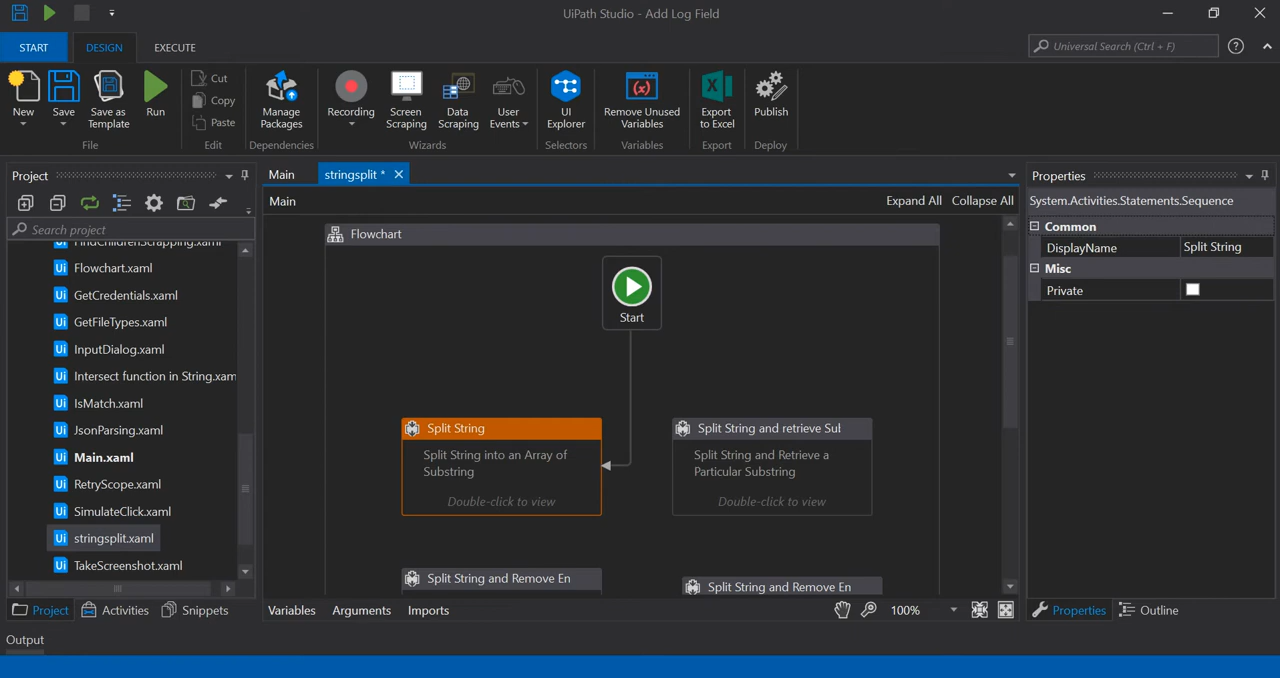 UiPath Studio - Add Log Field
START DESIGN EXECUTE
Universal Search (Ctrl + F)
New
Save
Save as Template
Run
File
Cut
Copy
Paste
Edit
Manage Packages
Dependencies
Recording
Screen Scraping
Data Scraping
User Events
Wizards
UI Explorer
Selectors
Remove Unused Variables
Variables
Export to Excel
Export
Publish
Deploy
Project
Search project
FindChildrenScrapping.xaml
Flowchart.xaml
GetCredentials.xaml
GetFileTypes.xaml
InputDialog.xaml
Intersect function in String.xam
IsMatch.xaml
JsonParsing.xaml
Main.xaml
RetryScope.xaml
SimulateClick.xaml
stringsplit.xaml
TakeScreenshot.xaml
Project Activities Snippets
Output
Main stringsplit *
Main Expand All Collapse All
Flowchart
Start
Split String
Split String into an Array of
Substring
Double-click to view
Split String and retrieve Sul
Split String and Retrieve a
Particular Substring
Double-click to view
Split String and Remove En
Split String and Remove En
Variables Arguments Imports 100%
Properties
System.Activities.Statements.Sequence
Common
DisplayName Split String
Misc
Private
Properties Outline